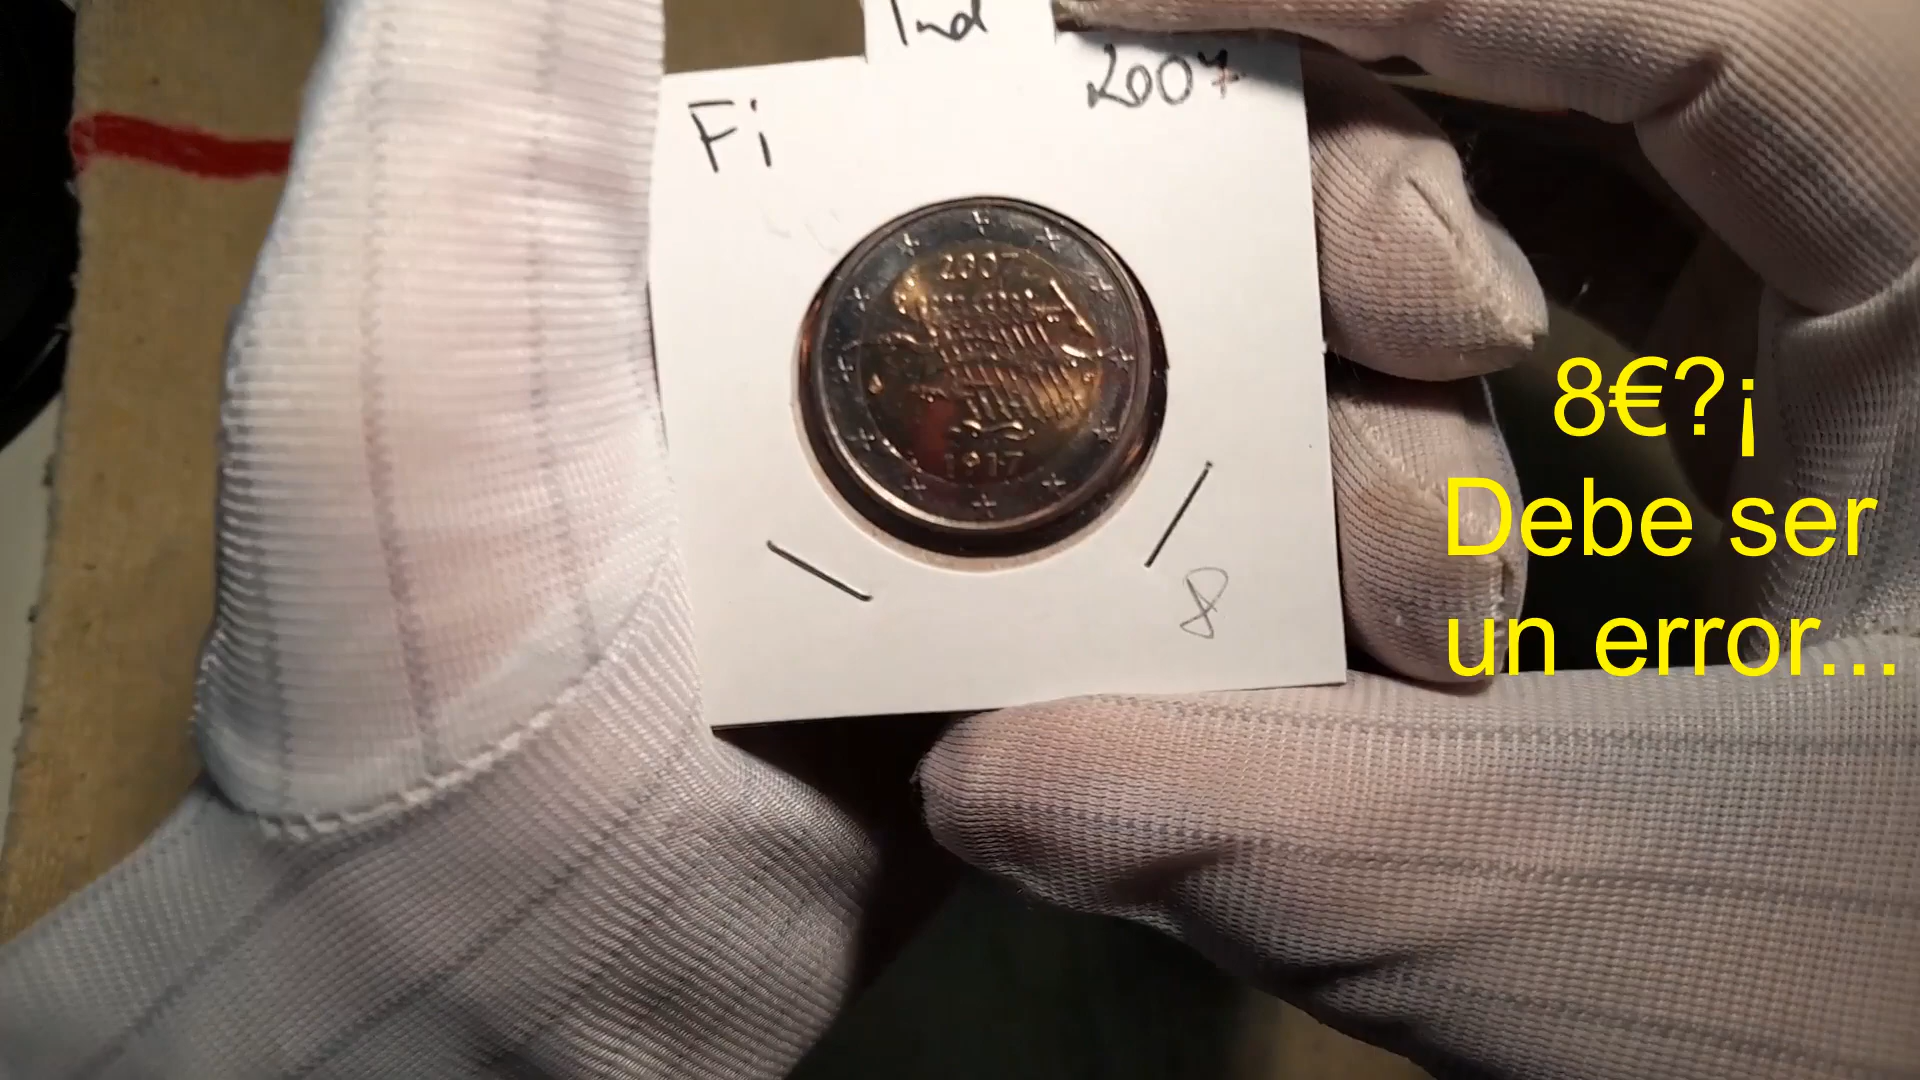 Ind
2007
Fi
2007
1917
8
8€?¡
Debe ser
un error...